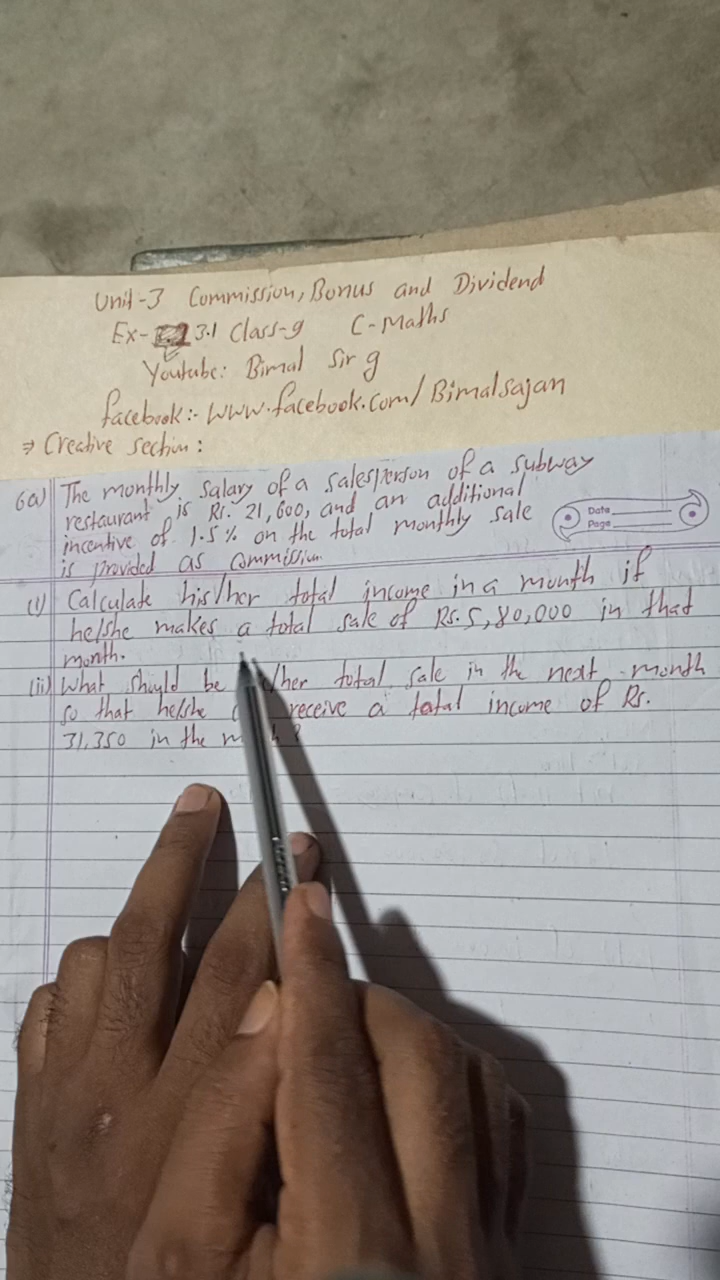 Unit-3 Commission, Bonus and Dividend
Ex- 3.1 Class-9 C-Maths
Youtube: Bimal Sir g
facebook:- www.facebook.com/Bimalsajan
⇒ Creative section:
6a) The monthly salary of a salesperson of a subway
restaurant is Rs. 21,600, and an additional
incentive of 1.5% on the total monthly sale
is provided as commission
Date
Page
(i) Calculate his/her total income in a month if
he/she makes a total sale of Rs. 5,80,000 in that
month.
(ii) What should be /her total sale in the next month
so that he/she receive a total income of Rs.
31,350 in the